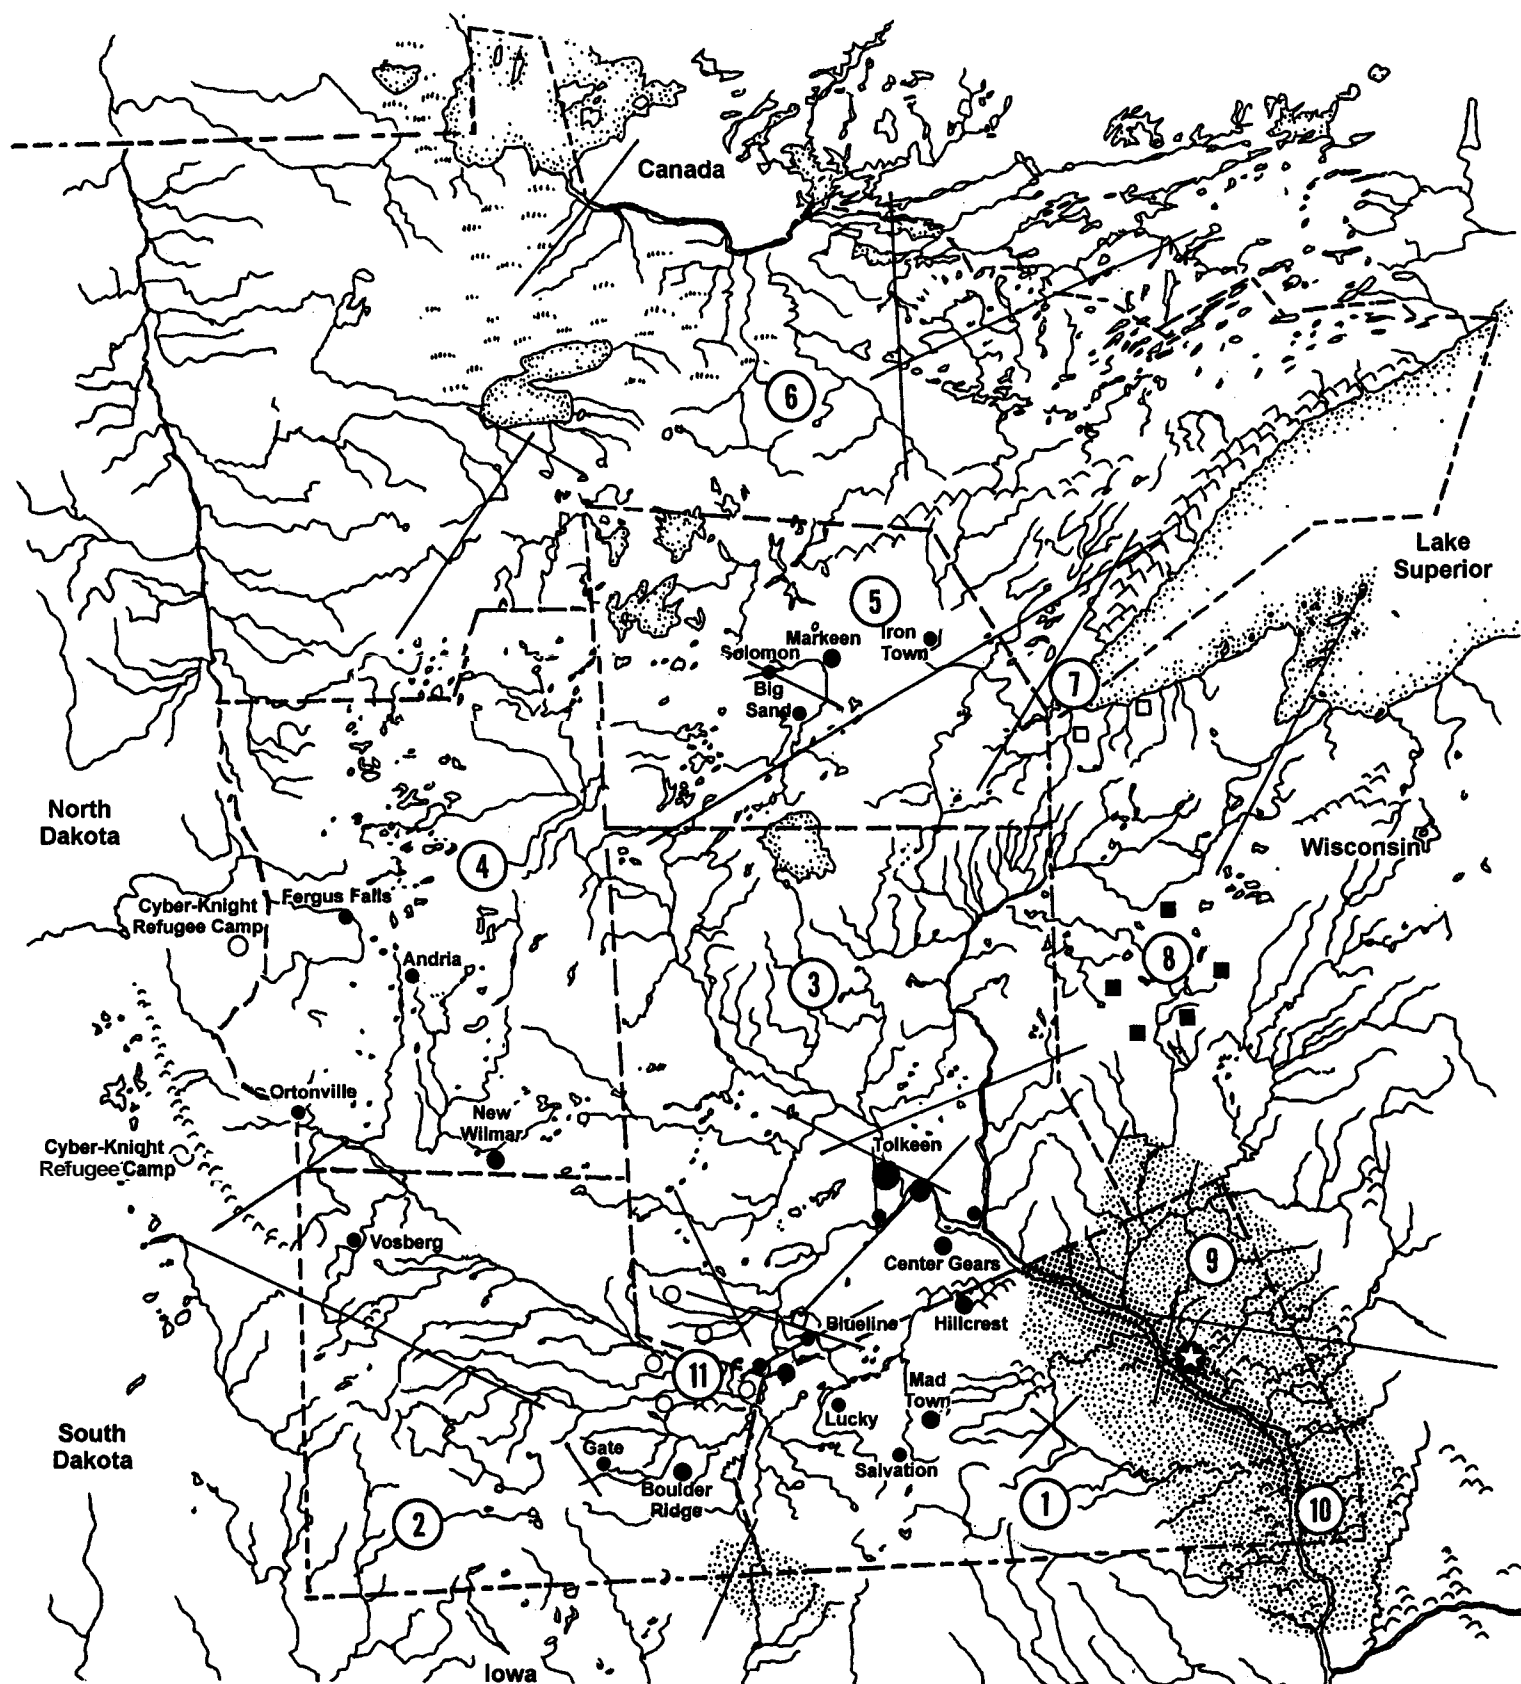 Canada
6
Lake
Superior
5
Markeen
Iron
Town
Solomon
Big
Sand
7
North
Dakota
Wisconsin
4
Cyber-Knight
Refugee Camp
Fergus Falls
Andria
8
3
Ortonville
New
Wilmar
Cyber-Knight
Refugee Camp
Tolkeen
Vosberg
Center Gears
9
Blueline
Hillcrest
11
Mad
Town
Lucky
South
Dakota
Gate
Salvation
Boulder
Ridge
1
10
2
Iowa